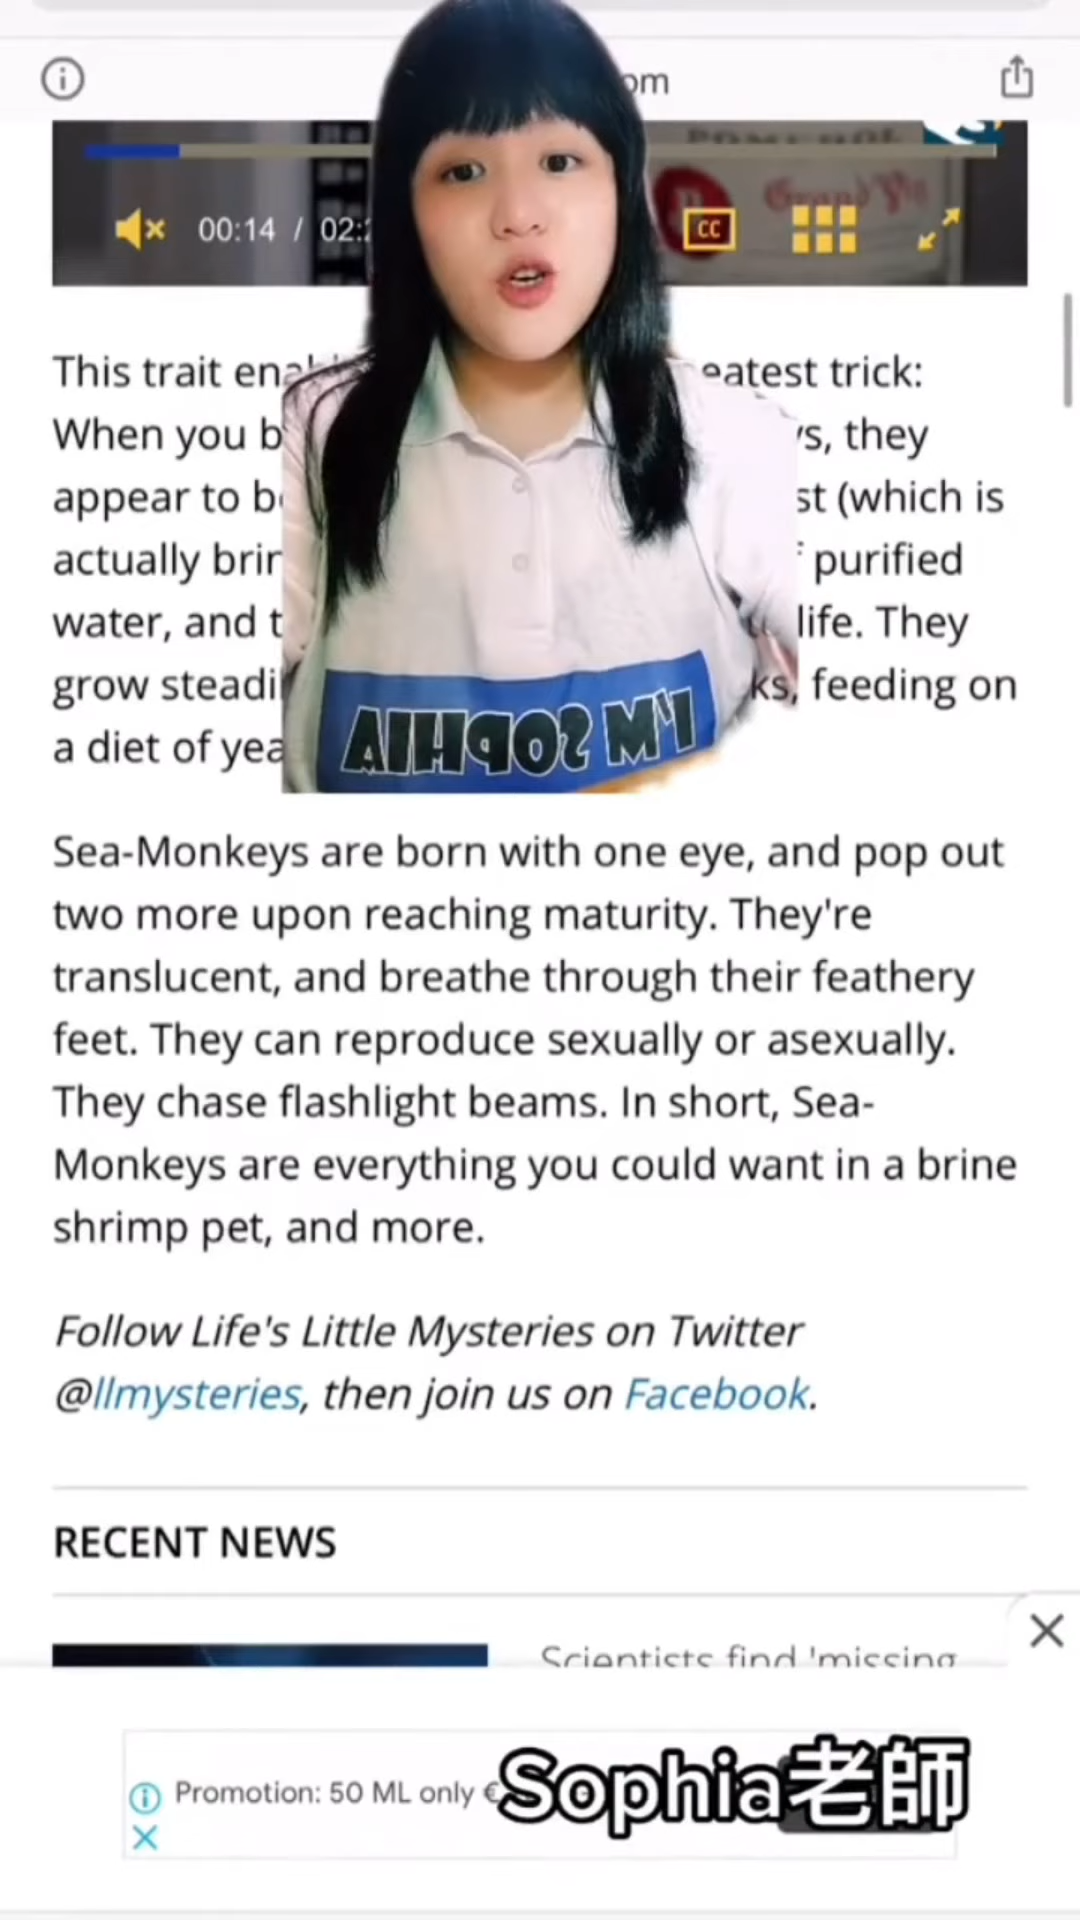 om
00:14 / 02:
CC
This trait eatest trick:
When you they
appear to st (which is
actually purified
water, and life. They
grow feeding on
a diet of
I'M SOPHIA
Sea-Monkeys are born with one eye, and pop out
two more upon reaching maturity. They're
translucent, and breathe through their feathery
feet. They can reproduce sexually or asexually.
They chase flashlight beams. In short, Sea-
Monkeys are everything you could want in a brine
shrimp pet, and more.
Follow Life's Little Mysteries on Twitter
@llmysteries, then join us on Facebook.
RECENT NEWS
Scientists find 'missing
Promotion: 50 ML only €
Sophia老師